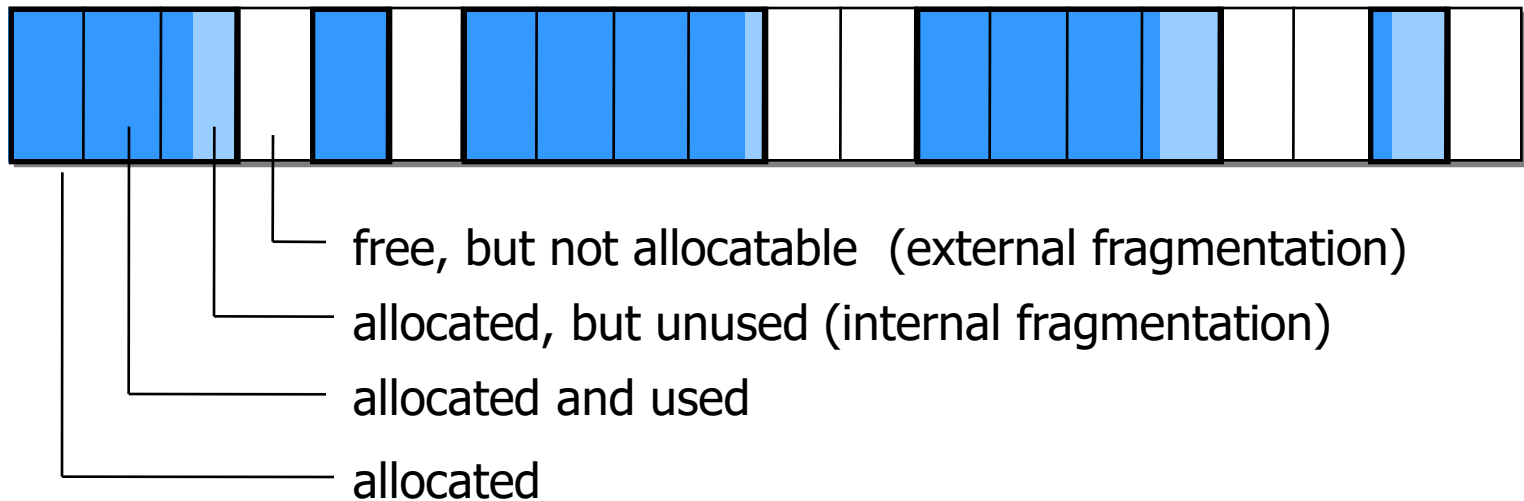 free, but not allocatable (external fragmentation)
allocated, but unused (internal fragmentation)
allocated and used
allocated